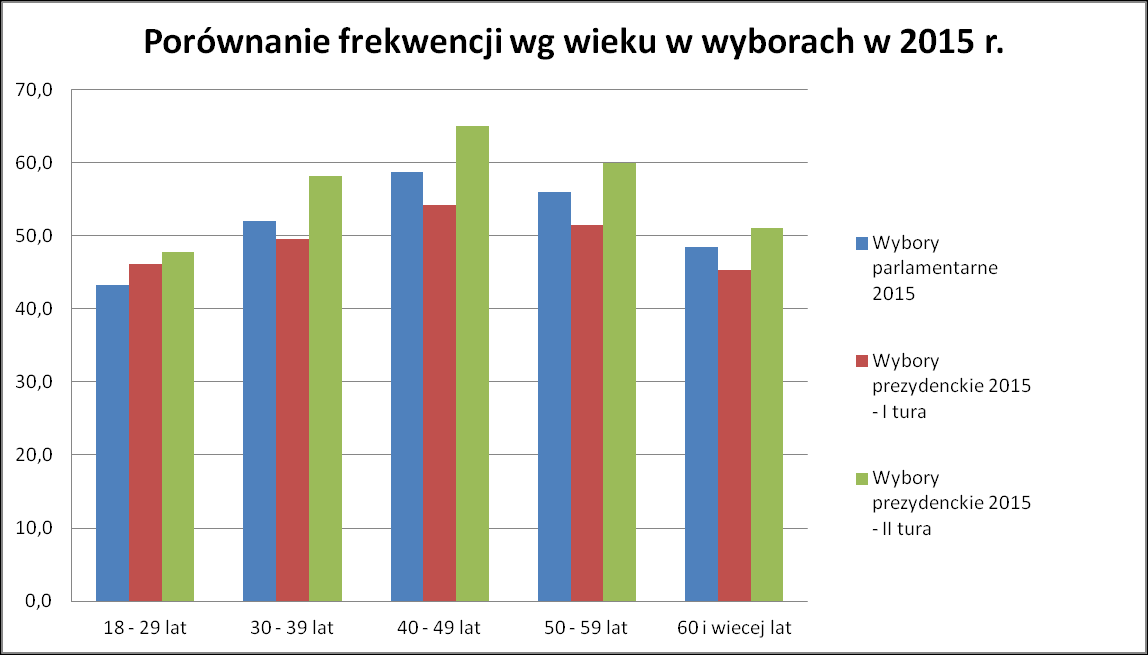 Porównanie frekwencji wg wieku w wyborach w 2015 r.
70,0
60,0
50,0
40,0
30,0
20,0
10,0
0,0
18 - 29 lat
30 - 39 lat
40 - 49 lat
50 - 59 lat
60 i wiecej lat
Wybory
parlamentarne
2015
Wybory
prezydenckie 2015
- I tura
Wybory
prezydenckie 2015
- II tura